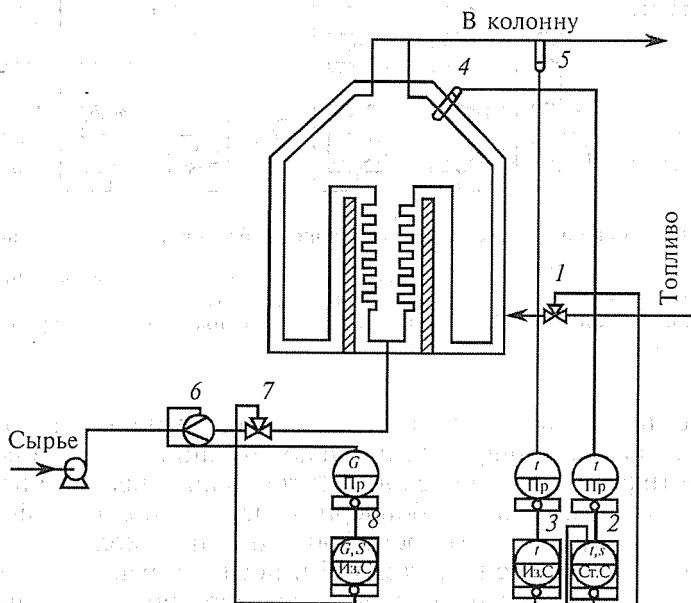 В колонну
4
5
1
Топливо
6
7
Сырье
G
Пр
t
Пр
t
Пр
8
3
2
G,S
Из.С
t
Из.С
t,s
Ст.С